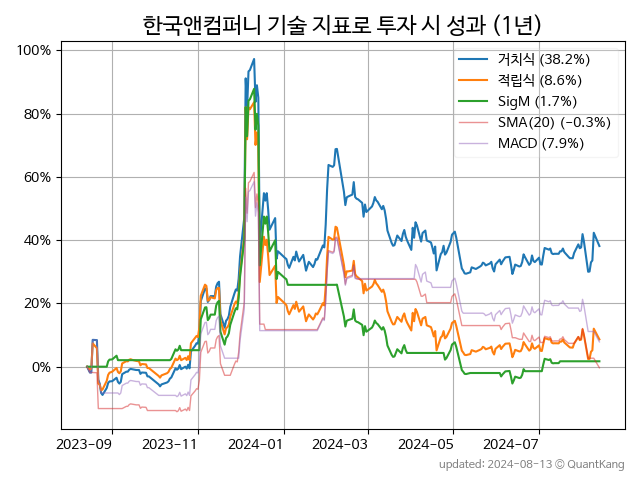 한국앤컴퍼니 기술 지표로 투자 시 성과 (1년)
100%
80%
60%
40%
20%
0%
거치식 (38.2%)
적립식 (8.6%)
SigM (1.7%)
SMA(20) (−0.3%)
MACD (7.9%)
2023-09 2023-11 2024-01 2024-03 2024-05 2024-07
updated: 2024-08-13 © QuantKang